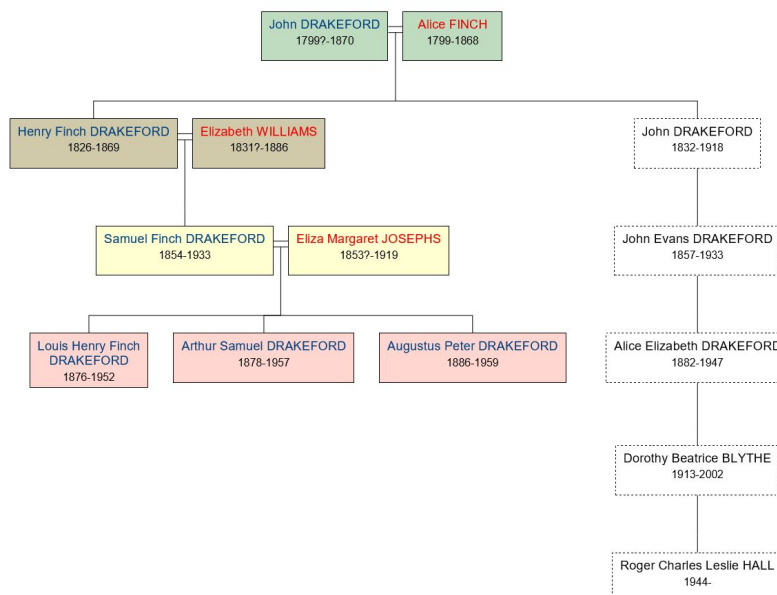 John DRAKEFORD
1799?-1870
Alice FINCH
1799-1868
Henry Finch DRAKEFORD
1826-1869
Elizabeth WILLIAMS
1831?-1886
John DRAKEFORD
1832-1918
Samuel Finch DRAKEFORD
1854-1933
Eliza Margaret JOSEPHS
1853?-1919
John Evans DRAKEFORD
1857-1933
Louis Henry Finch
DRAKEFORD
1876-1952
Arthur Samuel DRAKEFORD
1878-1957
Augustus Peter DRAKEFORD
1886-1959
Alice Elizabeth DRAKEFORD
1882-1947
Dorothy Beatrice BLYTHE
1913-2002
Roger Charles Leslie HALL
1944-